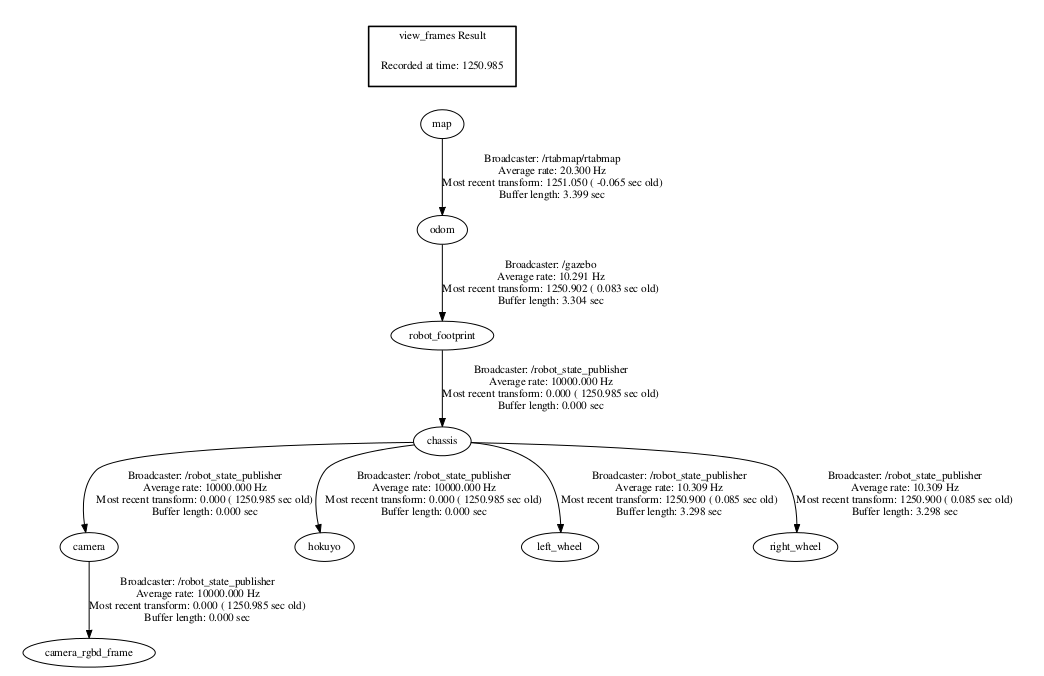 view_frames Result
Recorded at time: 1250.985
map
Broadcaster: /rtabmap/rtabmap
Average rate: 20.300 Hz
Most recent transform: 1251.050 ( -0.065 sec old)
Buffer length: 3.399 sec
odom
Broadcaster: /gazebo
Average rate: 10.291 Hz
Most recent transform: 1250.902 ( 0.083 sec old)
Buffer length: 3.304 sec
robot_footprint
Broadcaster: /robot_state_publisher
Average rate: 10000.000 Hz
Most recent transform: 0.000 ( 1250.985 sec old)
Buffer length: 0.000 sec
chassis
Broadcaster: /robot_state_publisher
Average rate: 10000.000 Hz
Most recent transform: 0.000 ( 1250.985 sec old)
Buffer length: 0.000 sec
Broadcaster: /robot_state_publisher
Average rate: 10000.000 Hz
Most recent transform: 0.000 ( 1250.985 sec old)
Buffer length: 0.000 sec
Broadcaster: /robot_state_publisher
Average rate: 10.309 Hz
Most recent transform: 1250.900 ( 0.085 sec old)
Buffer length: 3.298 sec
Broadcaster: /robot_state_publisher
Average rate: 10.309 Hz
Most recent transform: 1250.900 ( 0.085 sec old)
Buffer length: 3.298 sec
camera
hokuyo
left_wheel
right_wheel
Broadcaster: /robot_state_publisher
Average rate: 10000.000 Hz
Most recent transform: 0.000 ( 1250.985 sec old)
Buffer length: 0.000 sec
camera_rgbd_frame